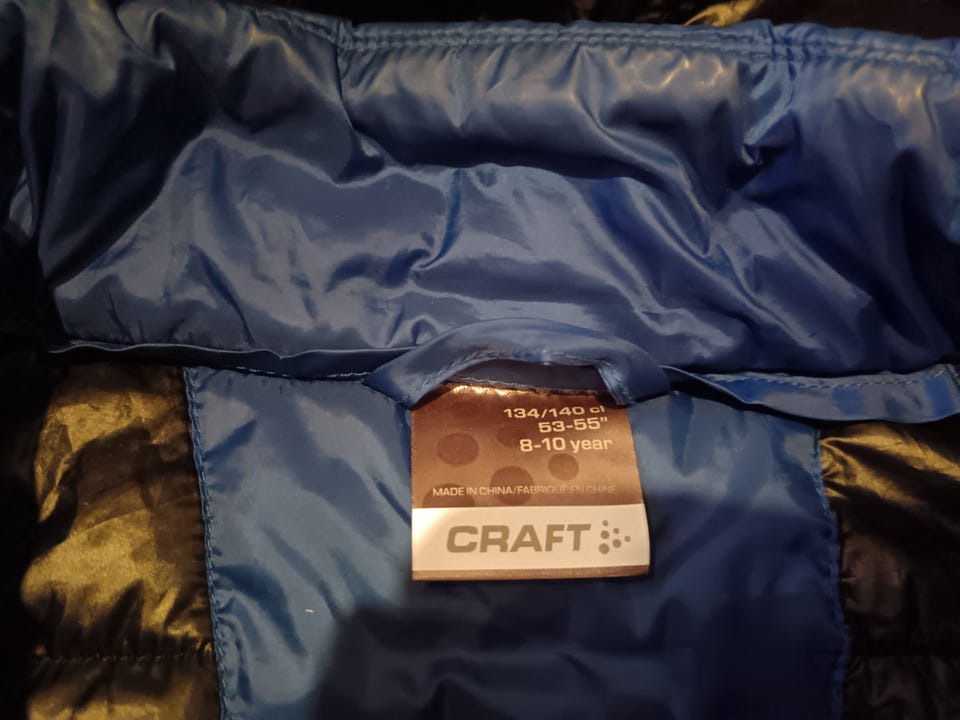 134/140 cl
53-55"
8-10 year
MADE IN CHINA/FABRIQUE EN CHINE
CRAFT